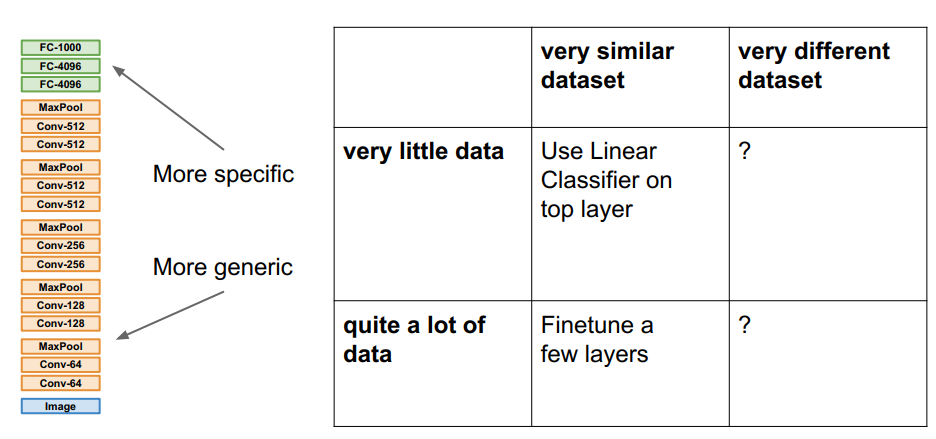 FC-1000
FC-4096
FC-4096
MaxPool
Conv-512
Conv-512
MaxPool
Conv-512
Conv-512
MaxPool
Conv-256
Conv-256
MaxPool
Conv-128
Conv-128
MaxPool
Conv-64
Conv-64
Image
More specific
More generic
very similar
dataset
very different
dataset
very little data
Use Linear
Classifier on
top layer
?
quite a lot of
data
Finetune a
few layers
?